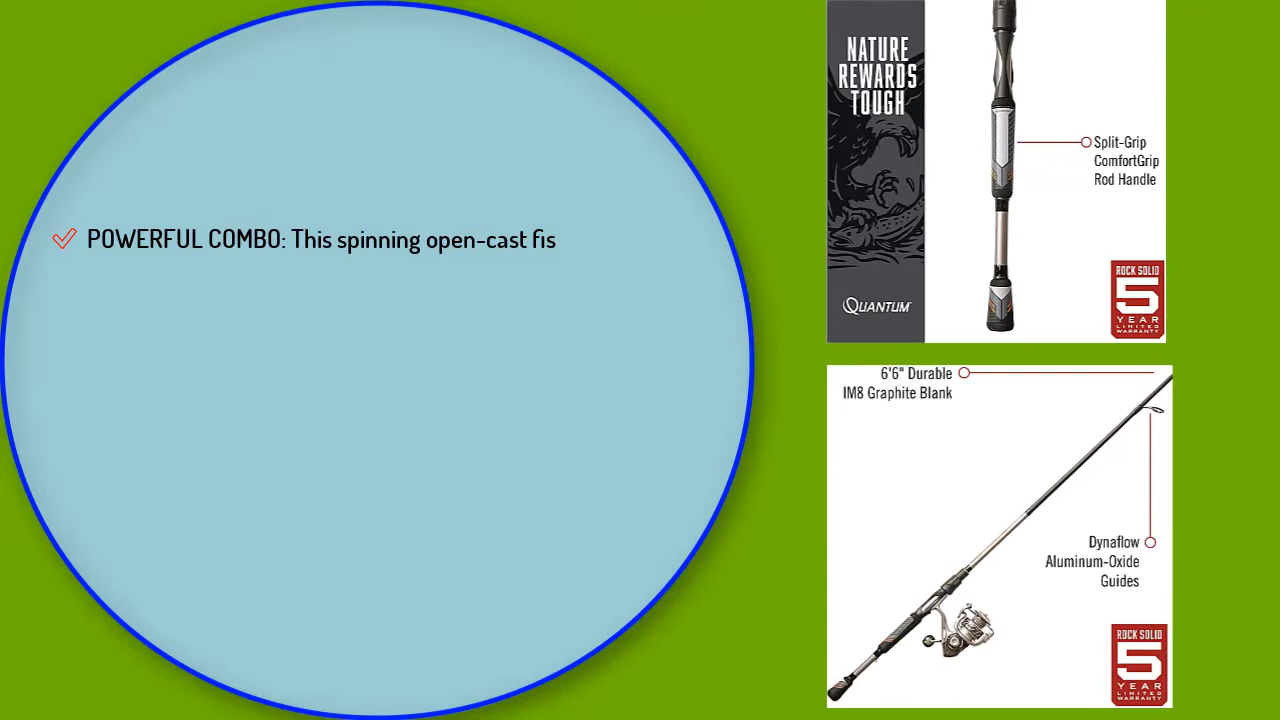 POWERFUL COMBO: This spinning open-cast fis
NATURE
REWARDS
TOUGH
QUANTUM
Split-Grip
ComfortGrip
Rod Handle
ROCK SOLID
5
YEAR
LIMITED
WARRANTY
6'6" Durable
IM8 Graphite Blank
Dynaflow
Aluminum-Oxide
Guides
ROCK SOLID
5
YEAR
LIMITED
WARRANTY